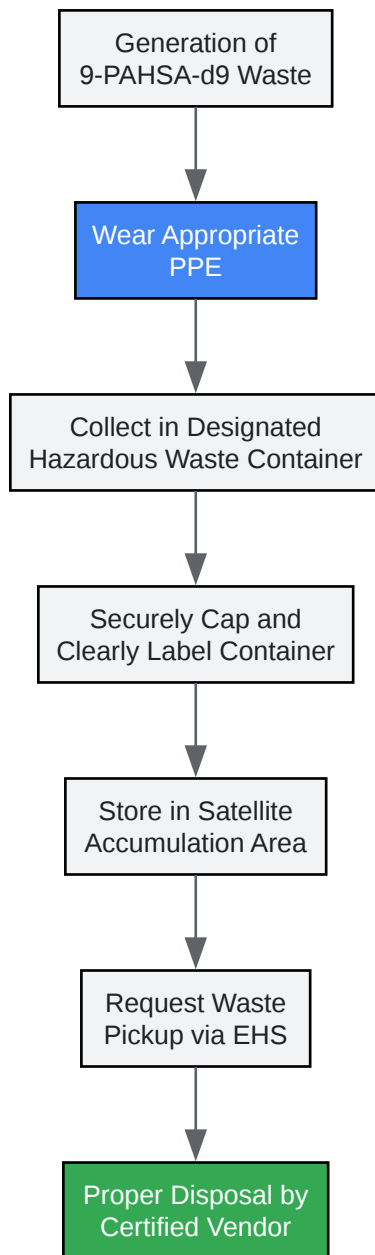 Generation of
9-PAHSA-d9 Waste
Wear Appropriate
PPE
Collect in Designated
Hazardous Waste Container
Securely Cap and
Clearly Label Container
Store in Satellite
Accumulation Area
Request Waste
Pickup via EHS
Proper Disposal by
Certified Vendor